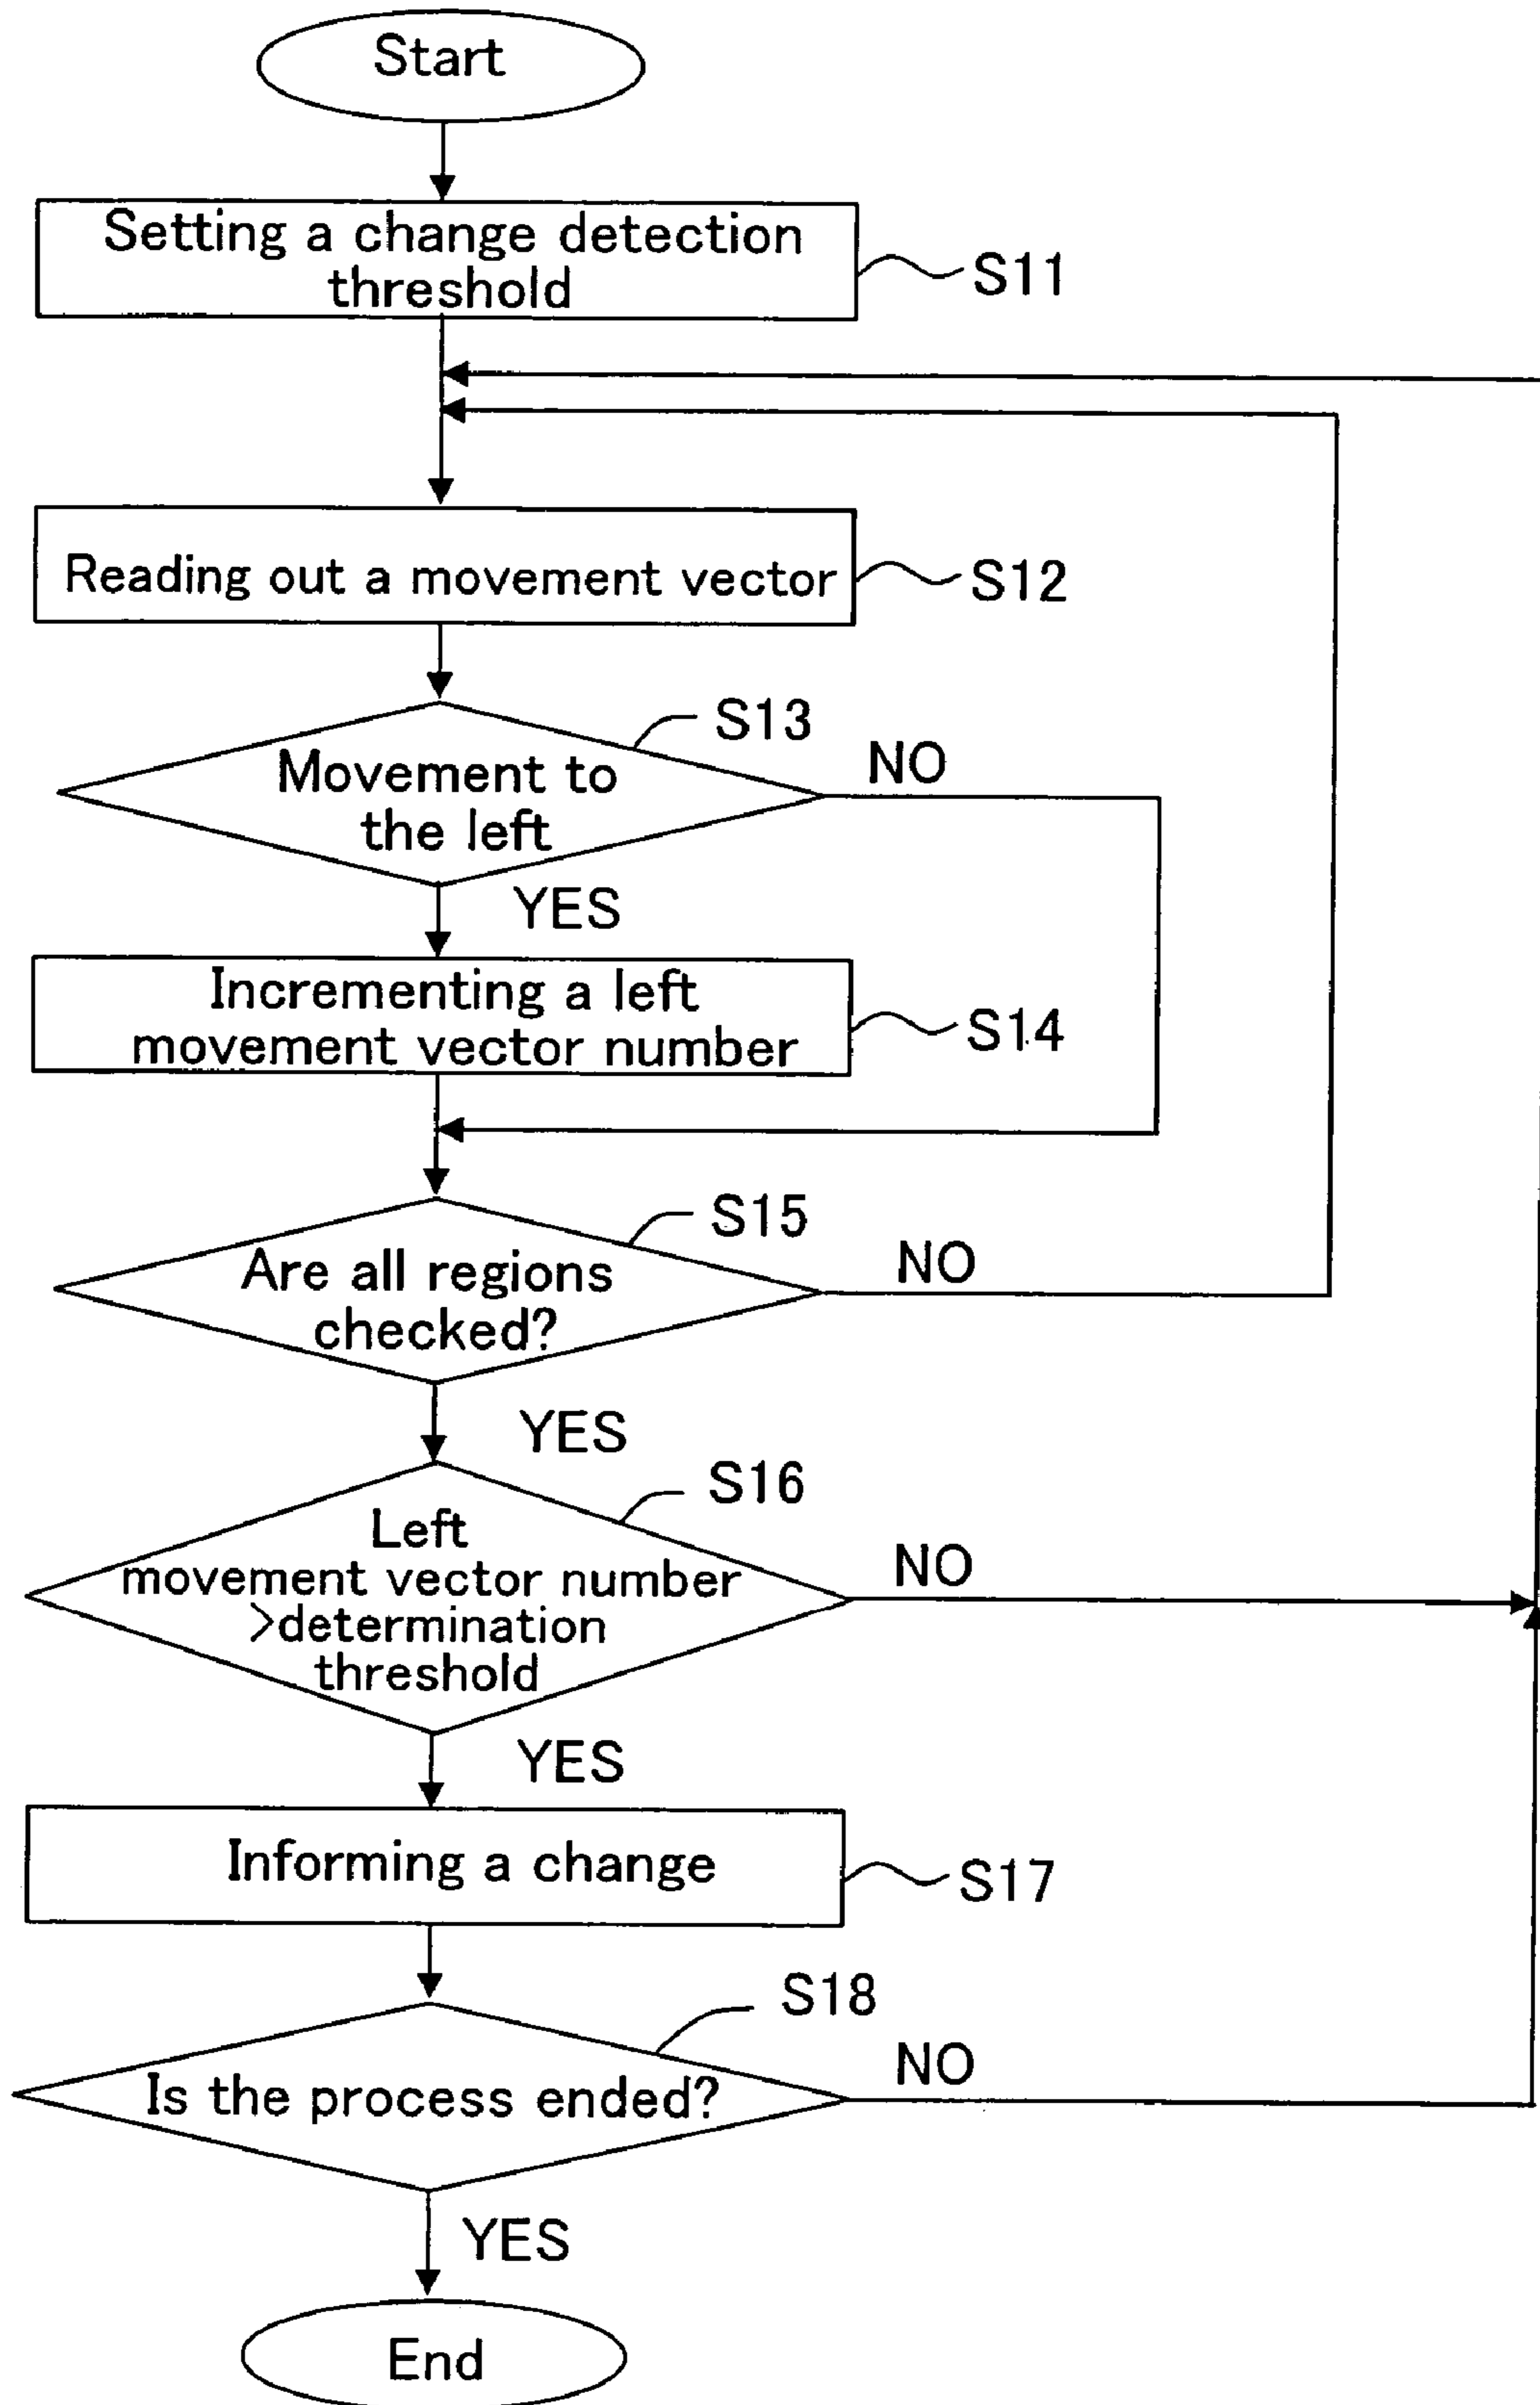 Start
Setting a change detection
threshold
S11
Reading out a movement vector
S12
S13
Movement to
the left
NO
YES
Incrementing a left
movement vector number
S14
S15
Are all regions
checked?
NO
YES
S16
Left
movement vector number
>determination
threshold
NO
YES
Informing a change
S17
S18
Is the process ended?
NO
YES
End